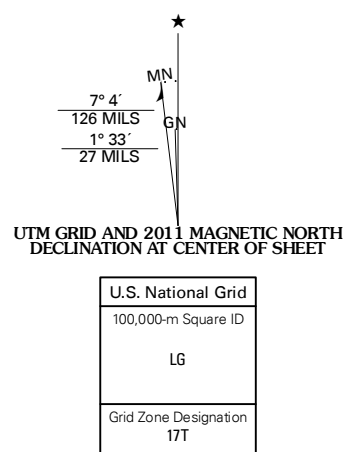 M.N.
7° 4´
126 MILS
GN
1° 33´
27 MILS
UTM GRID AND 2011 MAGNETIC NORTH
DECLINATION AT CENTER OF SHEET
U.S. National Grid
100,000-m Square ID
LG
Grid Zone Designation
17T